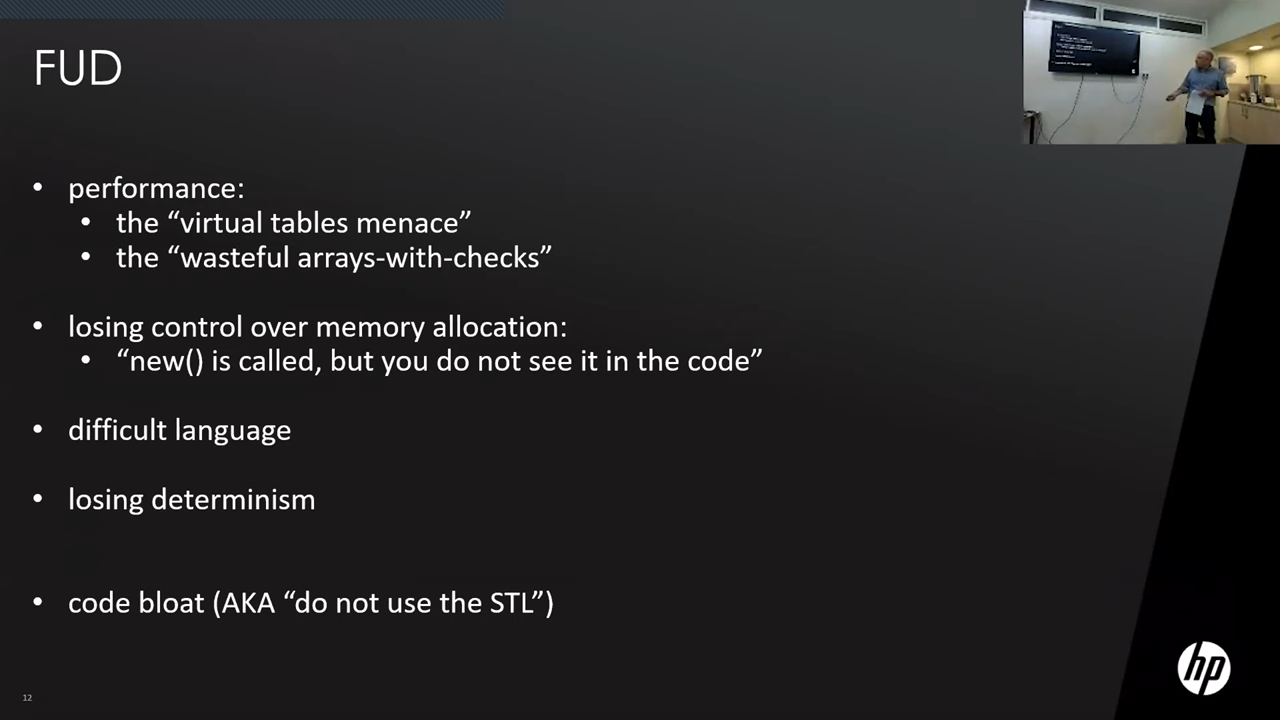 FUD
• performance:
• the “virtual tables menace”
• the “wasteful arrays-with-checks”
• losing control over memory allocation:
• “new() is called, but you do not see it in the code”
• difficult language
• losing determinism
• code bloat (AKA “do not use the STL”)
12
hp